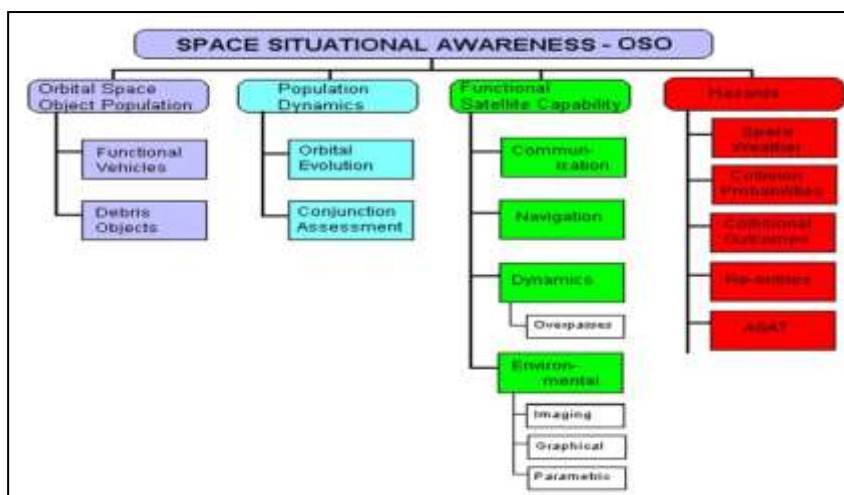 SPACE SITUATIONAL AWARENESS - OSO
Orbital Space
Object Population
Functional
Vehicles
Debris
Objects
Population
Dynamics
Orbital
Evolution
Conjunction
Assessment
Functional
Satellite Capability
Commun-
ication
Navigation
Dynamics
Overpasses
Environ-
mental
Imaging
Graphical
Parametric
Hazards
Space
Weather
Collision
Probabilities
Collisional
Outcomes
Re-entries
ASAT